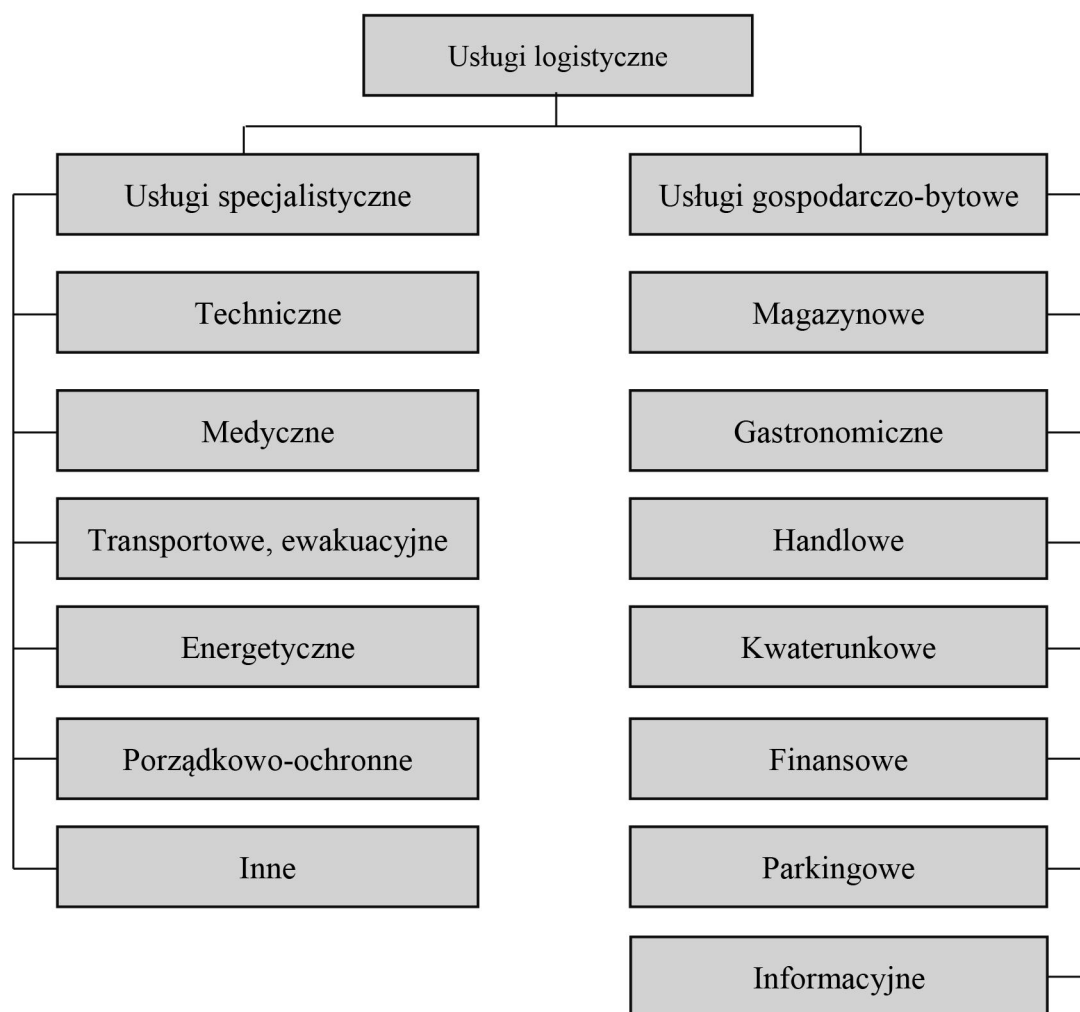 Usługi logistyczne
Usługi specjalistyczne
Techniczne
Medyczne
Transportowe, ewakuacyjne
Energetyczne
Porządkowo-ochronne
Inne
Usługi gospodarczo-bytowe
Magazynowe
Gastronomiczne
Handlowe
Kwaterunkowe
Finansowe
Parkingowe
Informacyjne